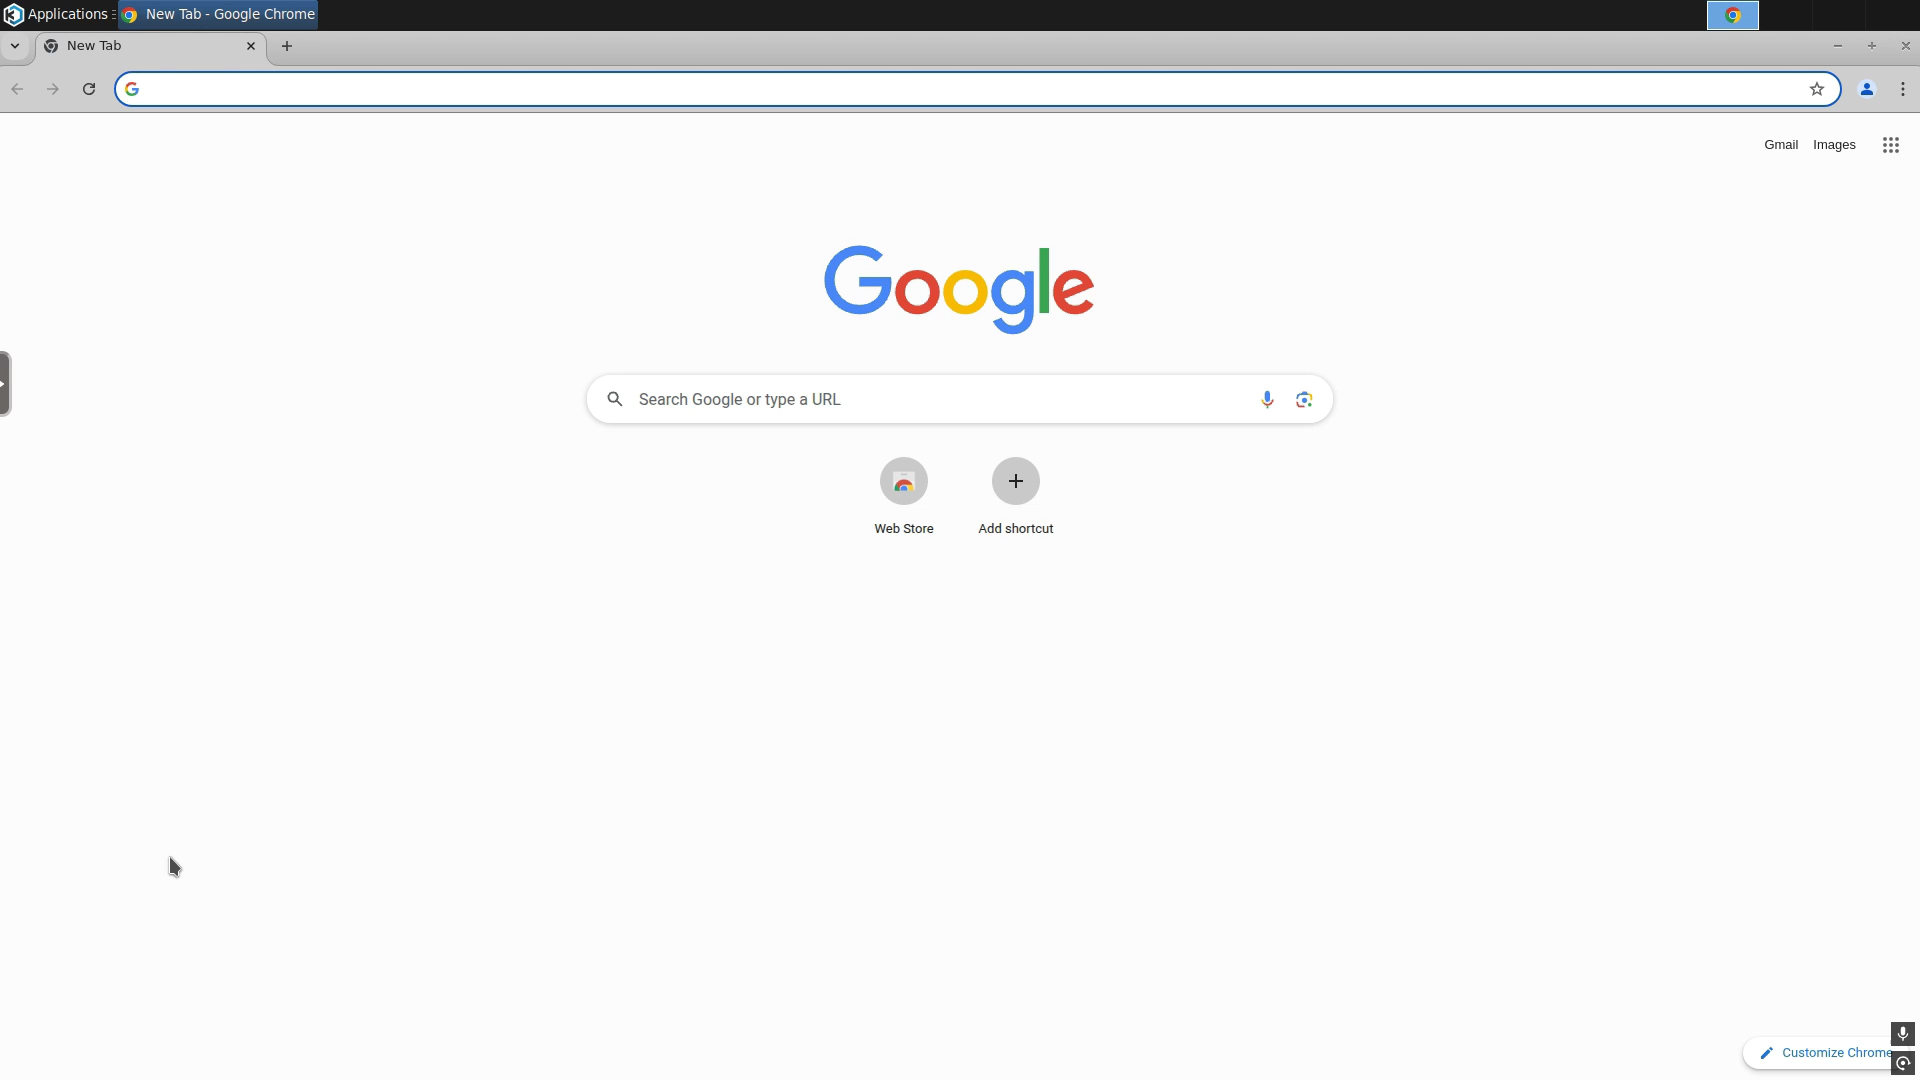 Applications
New Tab - Google Chrome
New Tab
Gmail
Images
Google
Search Google or type a URL
Web Store
Add shortcut
Customize Chrome